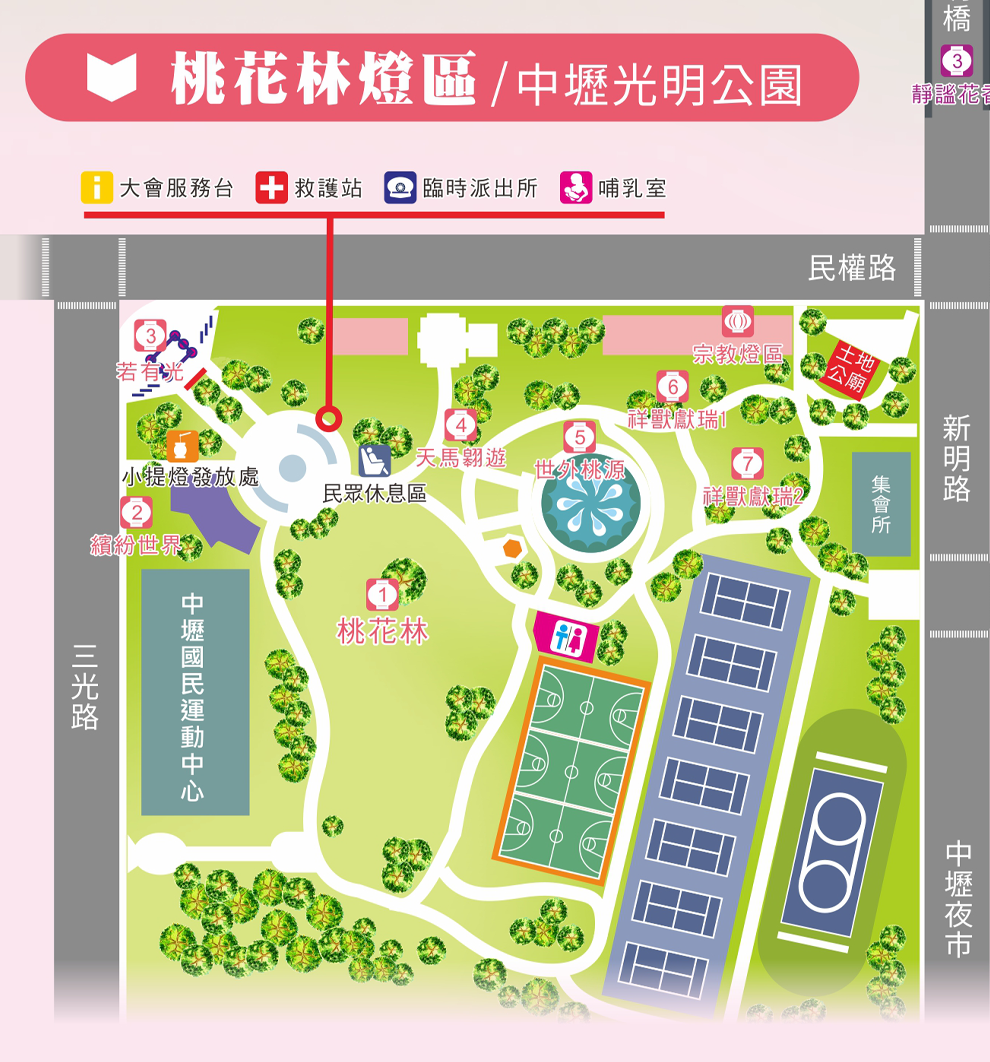 橋
3
靜謐花香
桃花林燈區/中壢光明公園
i 大會服務台
救護站
臨時派出所
哺乳室
民權路
3
若有光
宗教燈區
土地
公廟
6
祥獸獻瑞1
4
天馬翱遊
5
世外桃源
7
祥獸獻瑞2
小提燈發放處
民眾休息區
2
繽紛世界
集會所
新明路
1
桃花林
中壢國民運動中心
三光路
中壢夜市